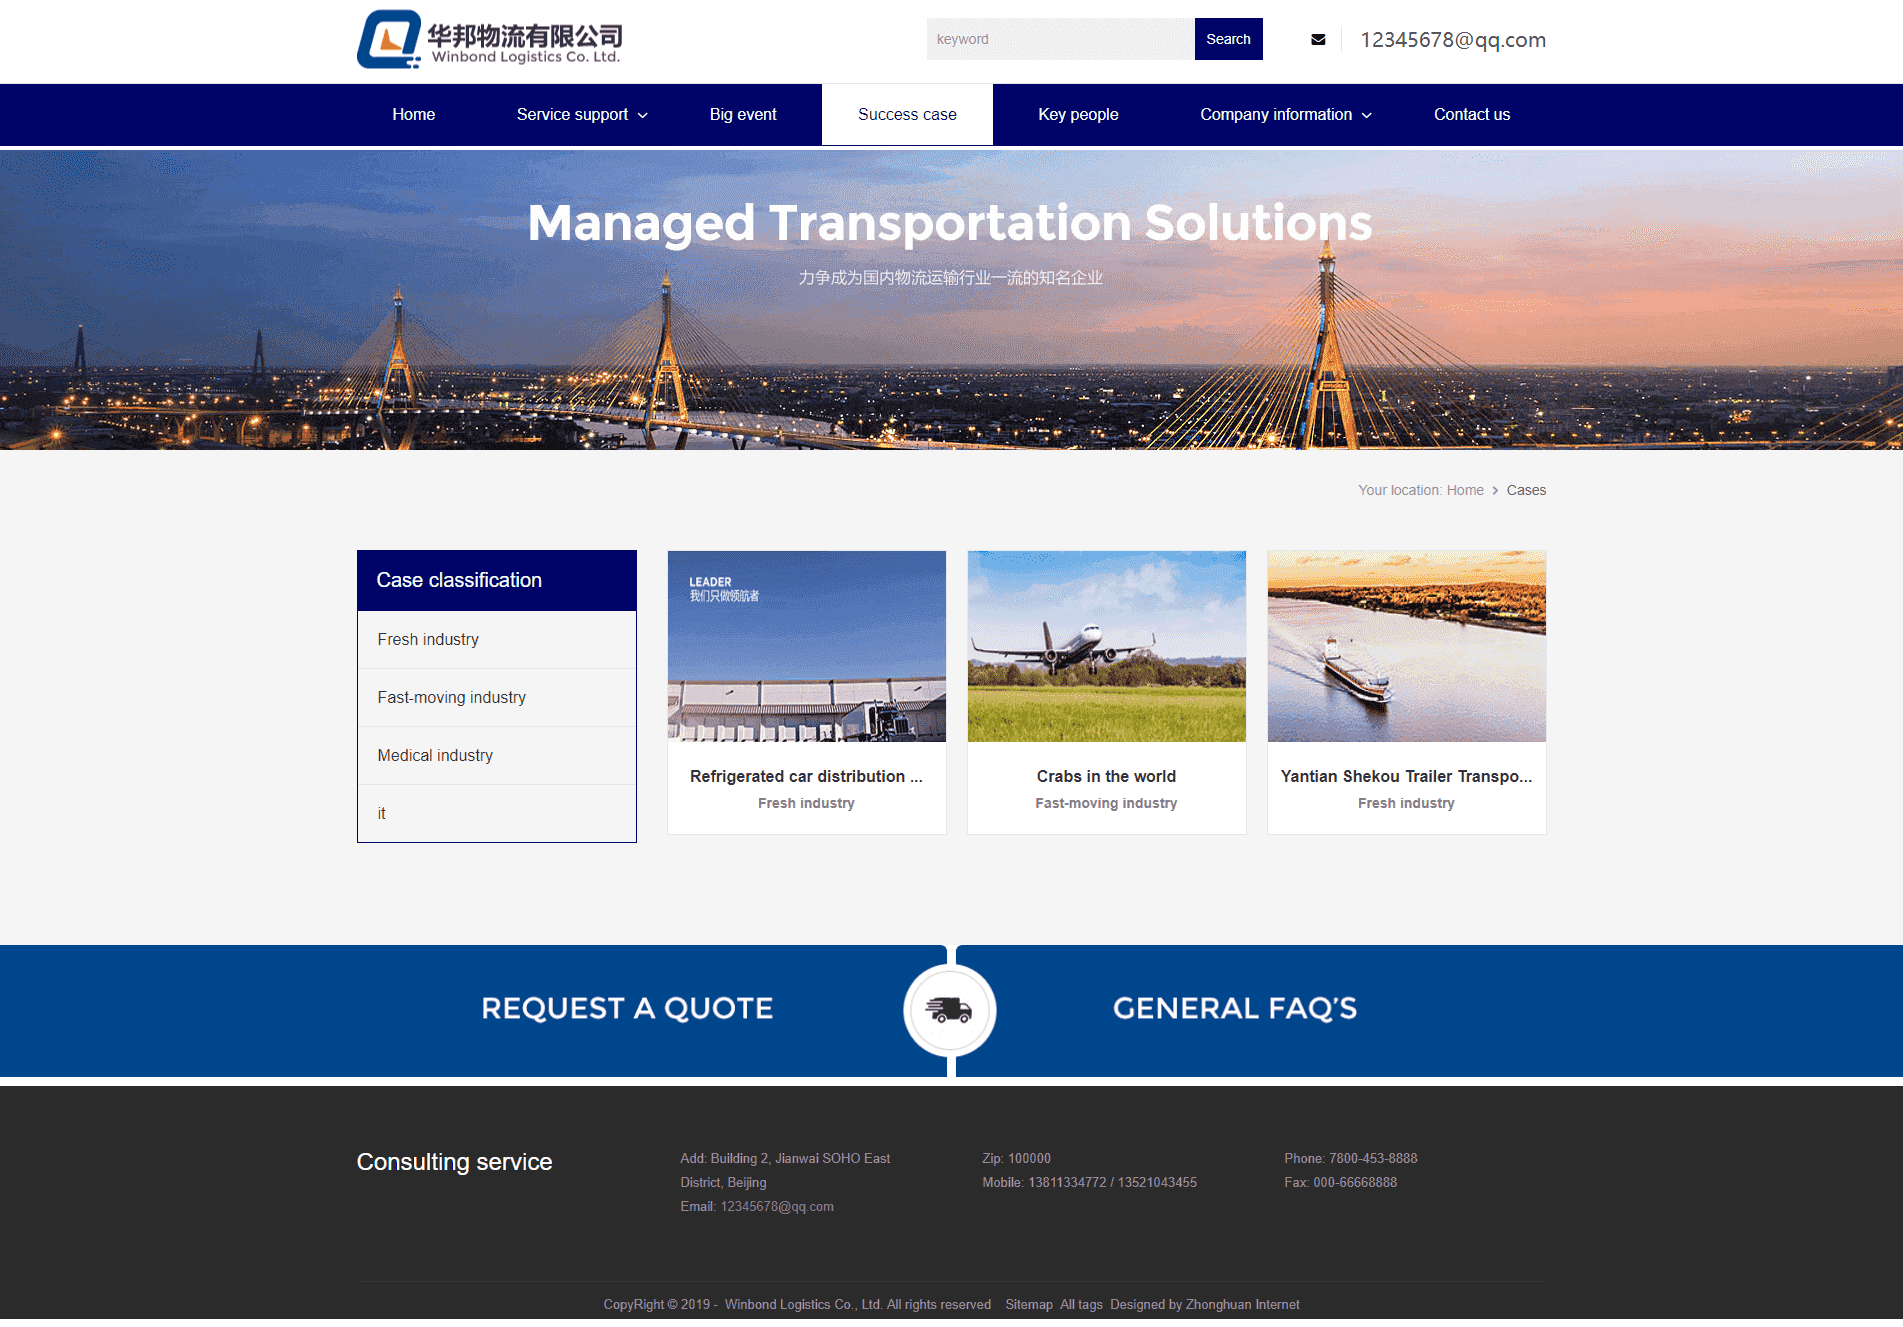 华邦物流有限公司
Winbond Logistics Co. Ltd.
keyword
Search
12345678@qq.com
Home
Service support
Big event
Success case
Key people
Company information
Contact us
Managed Transportation Solutions
力争成为国内物流运输行业一流的知名企业
Your location: Home > Cases
Case classification
Fresh industry
Fast-moving industry
Medical industry
it
LEADER
我们只做领航者
Refrigerated car distribution ...
Fresh industry
Crabs in the world
Fast-moving industry
Yantian Shekou Trailer Transpo...
Fresh industry
REQUEST A QUOTE
GENERAL FAQ'S
Consulting service
Add: Building 2, Jianwai SOHO East
District, Beijing
Email: 12345678@qq.com
Zip: 100000
Mobile: 13811334772 / 13521043455
Phone: 7800-453-8888
Fax: 000-66668888
CopyRight © 2019 - Winbond Logistics Co., Ltd. All rights reserved Sitemap All tags Designed by Zhonghuan Internet